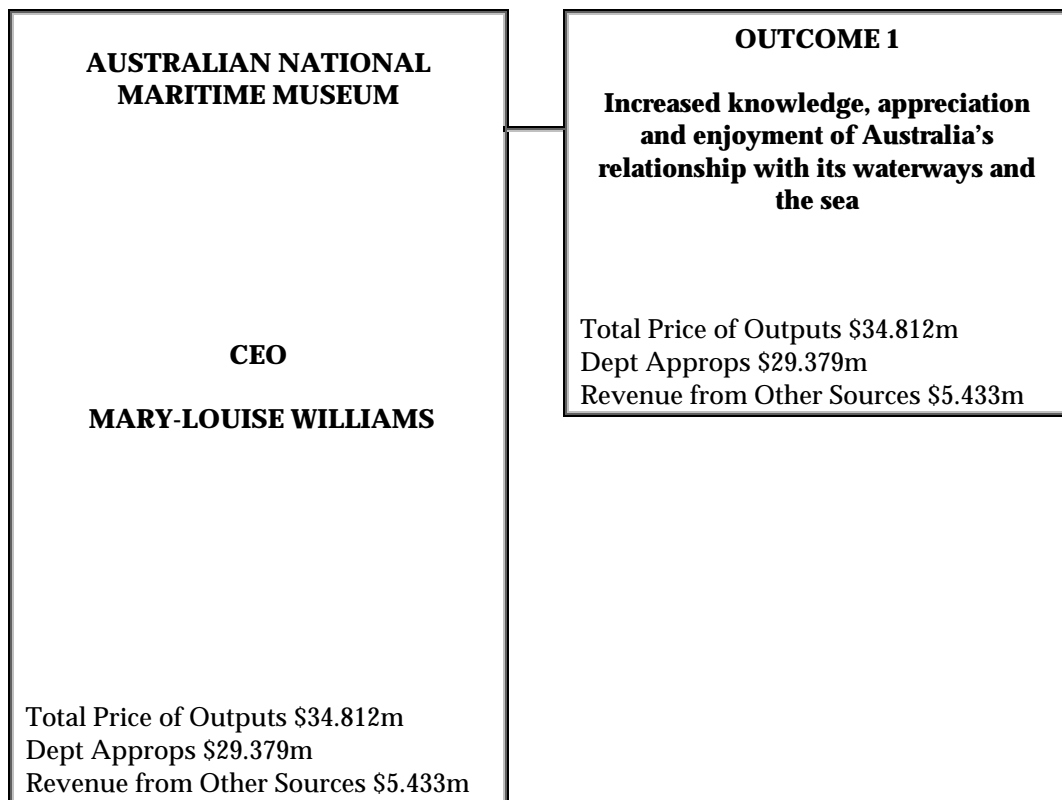 AUSTRALIAN NATIONAL
MARITIME MUSEUM
CEO
MARY-LOUISE WILLIAMS
Total Price of Outputs $34.812m
Dept Approps $29.379m
Revenue from Other Sources $5.433m
OUTCOME 1
Increased knowledge, appreciation
and enjoyment of Australia’s
relationship with its waterways and
the sea
Total Price of Outputs $34.812m
Dept Approps $29.379m
Revenue from Other Sources $5.433m